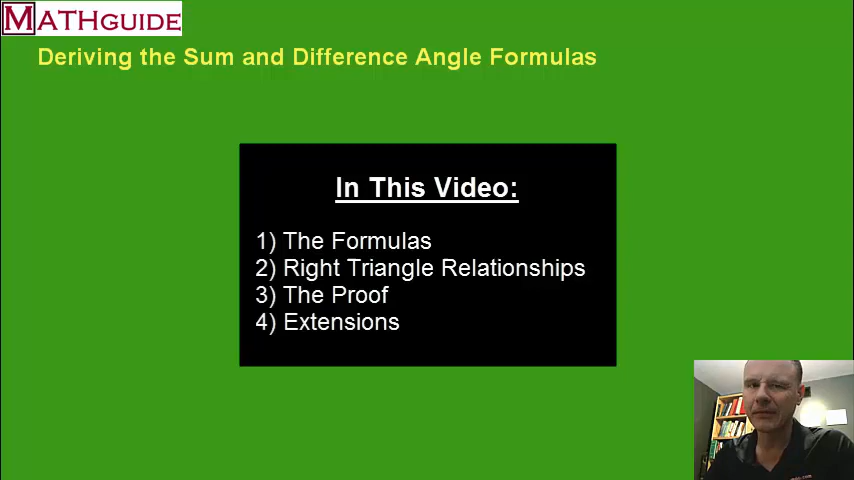 MATHGUIDE
Deriving the Sum and Difference Angle Formulas
In This Video:
1) The Formulas
2) Right Triangle Relationships
3) The Proof
4) Extensions